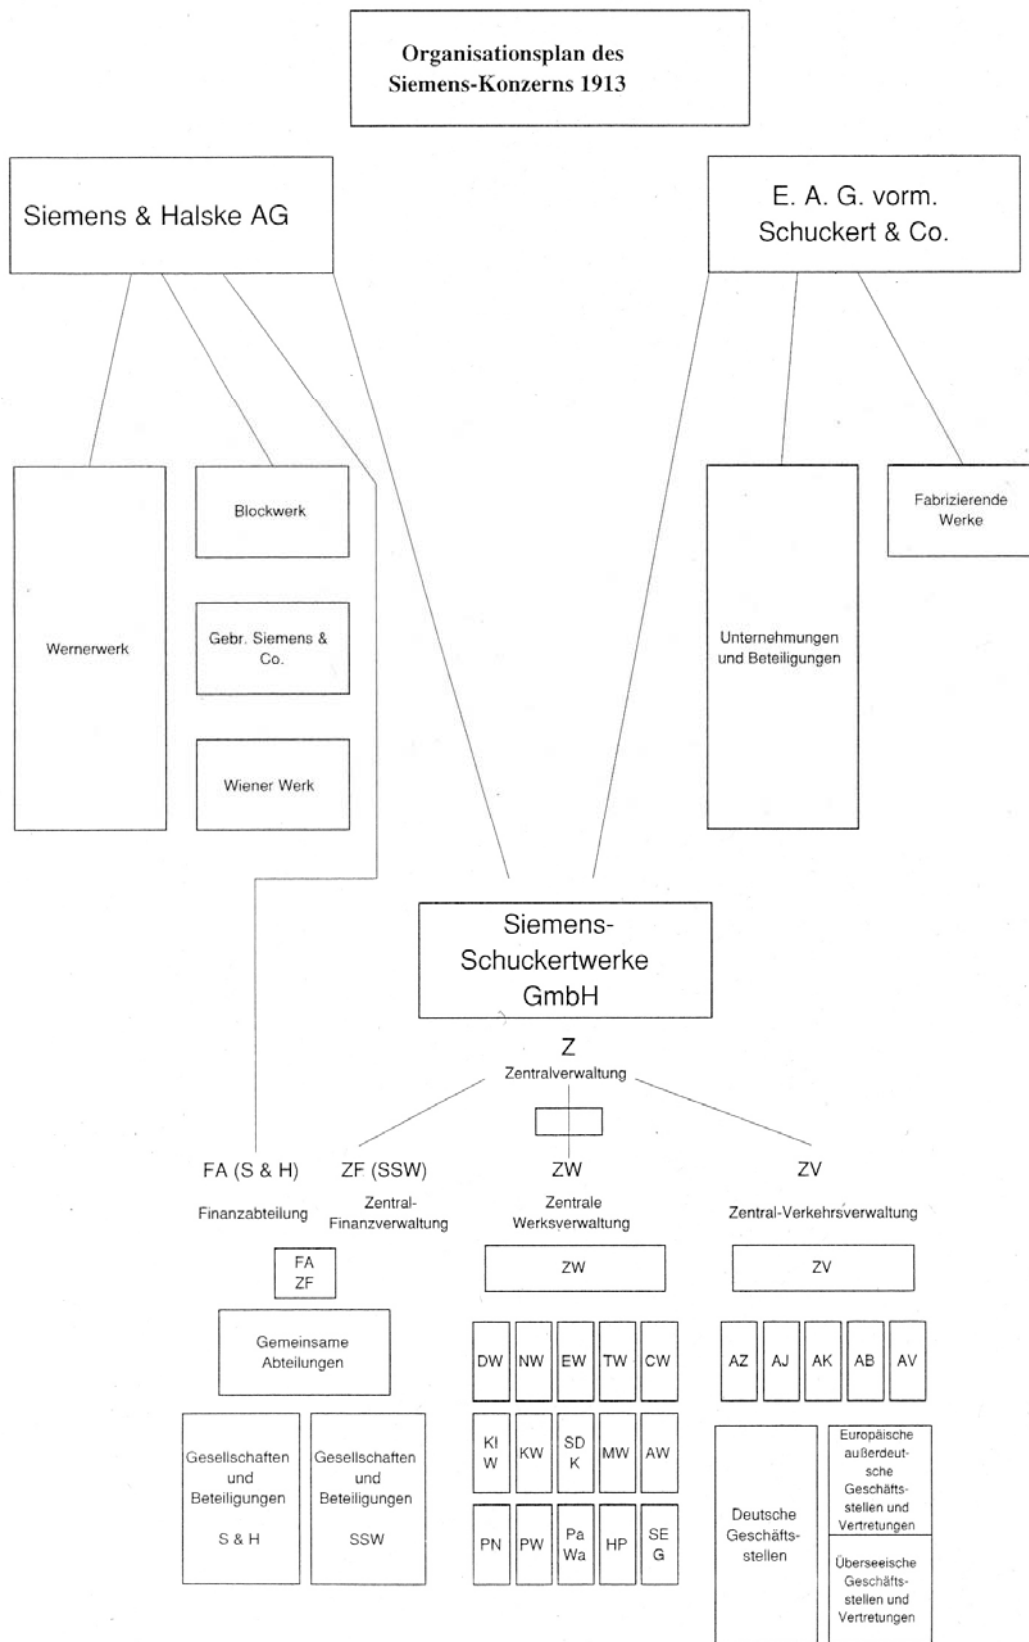 Organisationsplan des
Siemens-Konzerns 1913
Siemens & Halske AG
E. A. G. vorm.
Schuckert & Co.
Wernerwerk
Blockwerk
Gebr. Siemens &
Co.
Wiener Werk
Unternehmungen
und Beteiligungen
Fabrizierende
Werke
Siemens-
Schuckertwerke
GmbH
Z
Zentralverwaltung
FA (S & H)
Finanzabteilung
ZF (SSW)
Zentral-
Finanzverwaltung
ZW
Zentrale
Werksverwaltung
ZV
Zentral-Verkehrsverwaltung
FA
ZF
Gemeinsame
Abteilungen
Gesellschaften
und
Beteiligungen
S & H
Gesellschaften
und
Beteiligungen
SSW
ZW
DW NW EW TW CW
KI
W
KW
SD
K
MW
AW
PN
PW
Pa
Wa
HP
SE
G
ZV
AZ AJ AK AB AV
Deutsche
Geschäfts-
stellen
Europäische
außerdeut-
sche
Geschäfts-
stellen und
Vertretungen
Überseeische
Geschäfts-
stellen und
Vertretungen